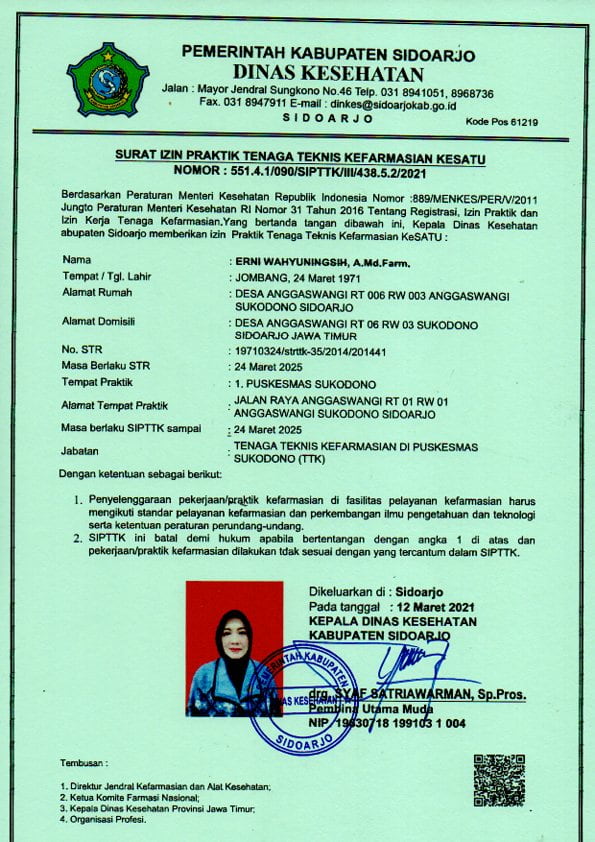 PEMERINTAH KABUPATEN SIDOARJO
DINAS KESEHATAN
Jalan : Mayor Jendral Sungkono No.46 Telp. 031 8941051, 8968736
Fax. 031 8947911 E-mail : dinkes@sidoarjokab.go.id
S I D O A R J O
Kode Pos 61219
SURAT IZIN PRAKTIK TENAGA TEKNIS KEFARMASIAN KESATU
NOMOR : 551.4.1/090/SIPTTK/III/438.5.2/2021
Berdasarkan Peraturan Menteri Kesehatan Republik Indonesia Nomor :889/MENKES/PER/V/2011
Jungto Peraturan Menteri Kesehatan RI Nomor 31 Tahun 2016 Tentang Registrasi, Izin Praktik dan
Izin Kerja Tenaga Kefarmasian.Yang bertanda tangan dibawah ini, Kepala Dinas Kesehatan
abupaten Sidoarjo memberikan izin Praktik Tenaga Teknis Kefarmasian KeSATU :
Nama : ERNI WAHYUNINGSIH, A.Md.Farm.
Tempat / Tgl. Lahir : JOMBANG, 24 Maret 1971
Alamat Rumah : DESA ANGGASWANGI RT 006 RW 003 ANGGASWANGI
SUKODONO SIDOARJO
Alamat Domisili : DESA ANGGASWANGI RT 06 RW 03 SUKODONO
SIDOARJO JAWA TIMUR
No. STR : 19710324/strttk-35/2014/201441
Masa Berlaku STR : 24 Maret 2025
Tempat Praktik : 1. PUSKESMAS SUKODONO
Alamat Tempat Praktik : JALAN RAYA ANGGASWANGI RT 01 RW 01
ANGGASWANGI SUKODONO SIDOARJO
Masa berlaku SIPTTK sampai : 24 Maret 2025
Jabatan : TENAGA TEKNIS KEFARMASIAN DI PUSKESMAS
SUKODONO (TTK)
Dengan ketentuan sebagai berikut:
1. Penyelenggaraan pekerjaan/praktik kefarmasian di fasilitas pelayanan kefarmasian harus
mengikuti standar pelayanan kefarmasian dan perkembangan ilmu pengetahuan dan teknologi
serta ketentuan peraturan perundang-undang.
2. SIPTTK ini batal demi hukum apabila bertentangan dengan angka 1 di atas dan
pekerjaan/praktik kefarmasian dilakukan tdak sesuai dengan yang tercantum dalam SIPTTK.
Dikeluarkan di : Sidoarjo
Pada tanggal : 12 Maret 2021
KEPALA DINAS KESEHATAN
KABUPATEN SIDOARJO
PEMERINTAH KABUPATEN
DINAS KESEHATAN
SIDOARJO
drg. SYAF SATRIAWARMAN, Sp.Pros.
Pembina Utama Muda
NIP. 19630718 199103 1 004
Tembusan :
1. Direktur Jendral Kefarmasian dan Alat Kesehatan;
2. Ketua Komite Farmasi Nasional;
3. Kepala Dinas Kesehatan Provinsi Jawa Timur;
4. Organisasi Profesi.